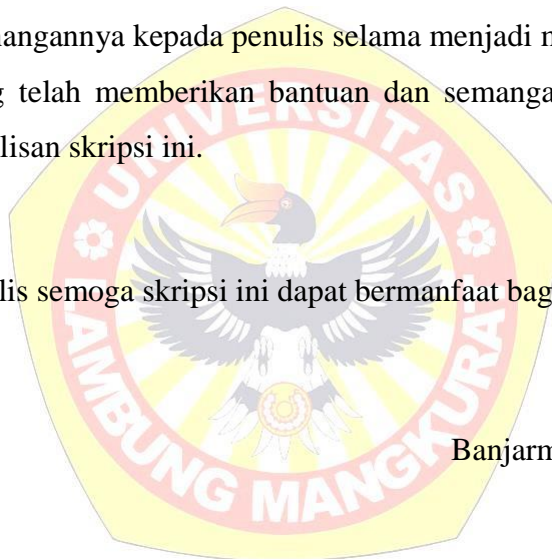 nangannya kepada penulis selama menjadi m
g telah memberikan bantuan dan semanga
lisan skripsi ini.
UNIVERSITAS
LAMBUNG MANGKURAT
lis semoga skripsi ini dapat bermanfaat bag
Banjarm